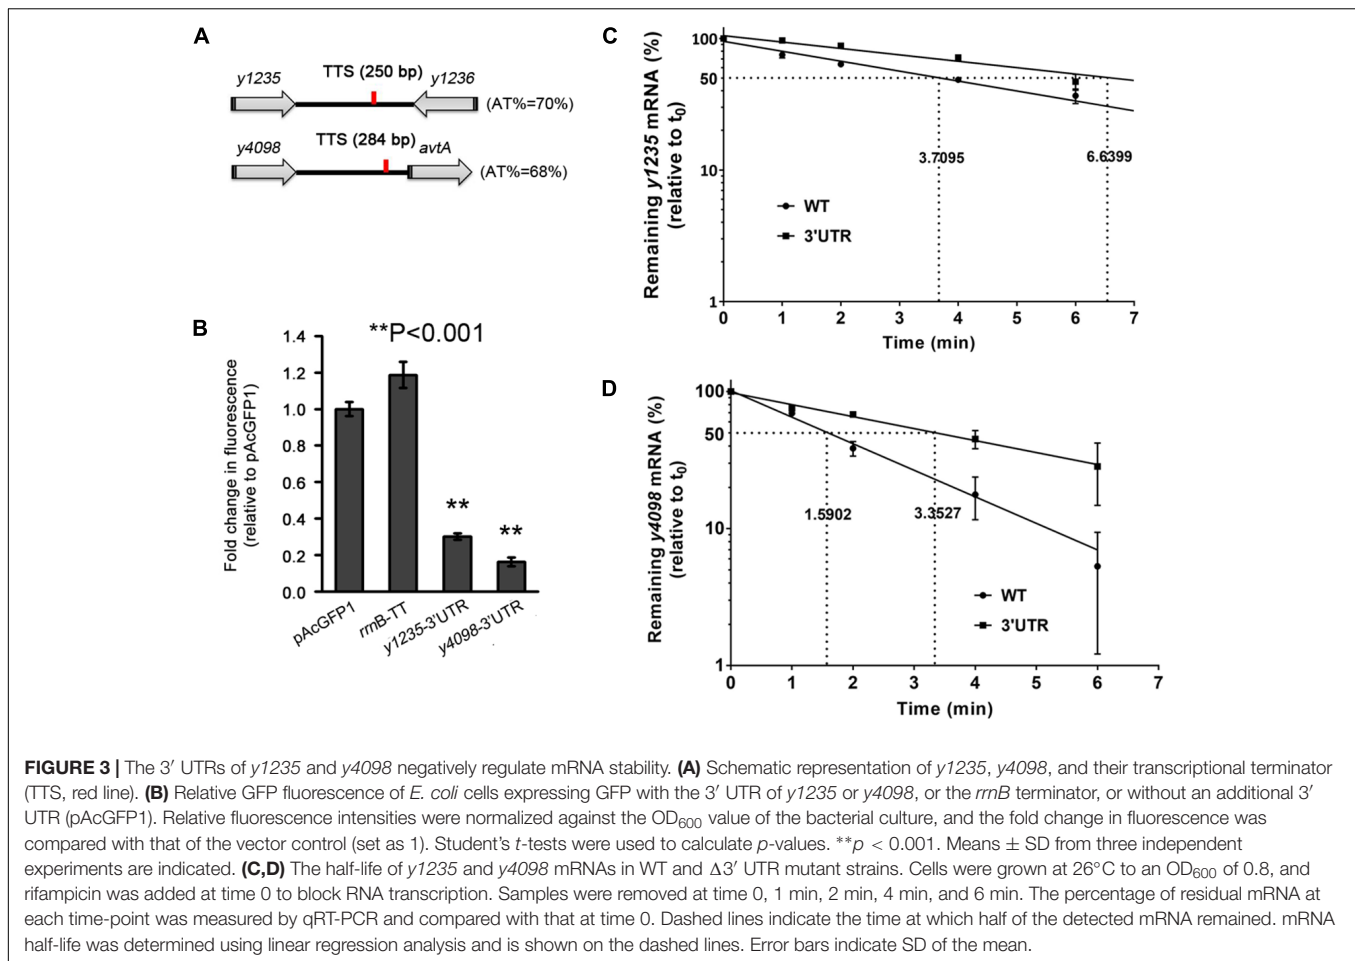 A
y1235
TTS (250 bp)
y1236
(AT%=70%)
y4098
TTS (284 bp)
avtA
(AT%=68%)
B
**P<0.001
Fold change in fluorescence
(relative to pAcGFP1)
1.4
1.2
1.0
0.8
0.6
0.4
0.2
0.0
**
**
pAcGFP1
rrnB-TT
y1235-3'UTR
y4098-3'UTR
C
Remaining y1235 mRNA (%)
(relative to t0)
100
50
10
1
3.7095
6.6399
WT
3'UTR
0 1 2 3 4 5 6 7
Time (min)
D
Remaining y4098 mRNA (%)
(relative to t0)
100
50
10
1
1.5902
3.3527
WT
3'UTR
0 1 2 3 4 5 6 7
Time (min)
FIGURE 3 | The 3′ UTRs of y1235 and y4098 negatively regulate mRNA stability. (A) Schematic representation of y1235, y4098, and their transcriptional terminator
(TTS, red line). (B) Relative GFP fluorescence of E. coli cells expressing GFP with the 3′ UTR of y1235 or y4098, or the rrnB terminator, or without an additional 3′
UTR (pAcGFP1). Relative fluorescence intensities were normalized against the OD600 value of the bacterial culture, and the fold change in fluorescence was
compared with that of the vector control (set as 1). Student's t-tests were used to calculate p-values. **p < 0.001. Means ± SD from three independent
experiments are indicated. (C,D) The half-life of y1235 and y4098 mRNAs in WT and Δ3′ UTR mutant strains. Cells were grown at 26°C to an OD600 of 0.8, and
rifampicin was added at time 0 to block RNA transcription. Samples were removed at time 0, 1 min, 2 min, 4 min, and 6 min. The percentage of residual mRNA at
each time-point was measured by qRT-PCR and compared with that at time 0. Dashed lines indicate the time at which half of the detected mRNA remained. mRNA
half-life was determined using linear regression analysis and is shown on the dashed lines. Error bars indicate SD of the mean.